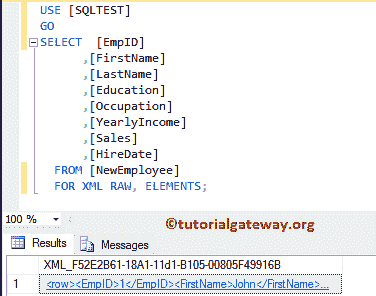 USE [SQLTEST]
GO
SELECT [EmpID]
,[FirstName]
,[LastName]
,[Education]
,[Occupation]
,[YearlyIncome]
,[Sales]
,[HireDate]
FROM [NewEmployee]
FOR XML RAW, ELEMENTS;
100 %
©tutorialgateway.org
Results Messages
XML_F52E2B61-18A1-11d1-B105-00805F49916B
1 <row><EmpID>1</EmpID><FirstName>John</FirstName>...